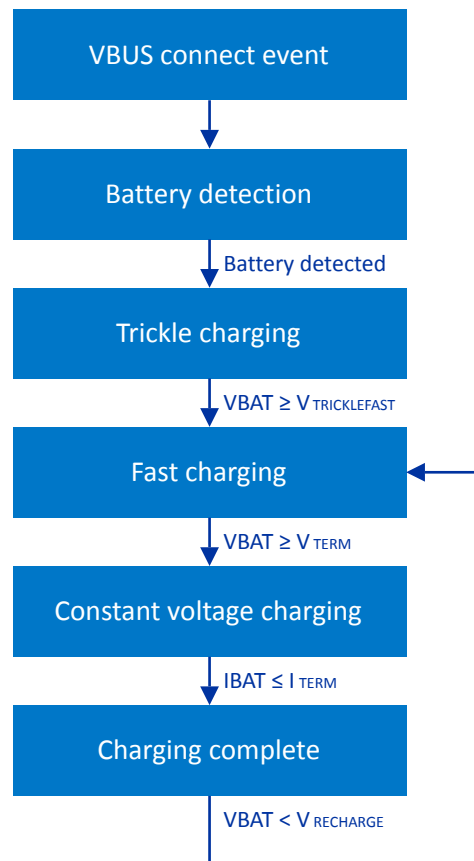 VBUS connect event
Battery detection
Battery detected
Trickle charging
VBAT ≥ V TRICKLEFAST
Fast charging
VBAT ≥ V TERM
Constant voltage charging
IBAT ≤ I TERM
Charging complete
VBAT < V RECHARGE